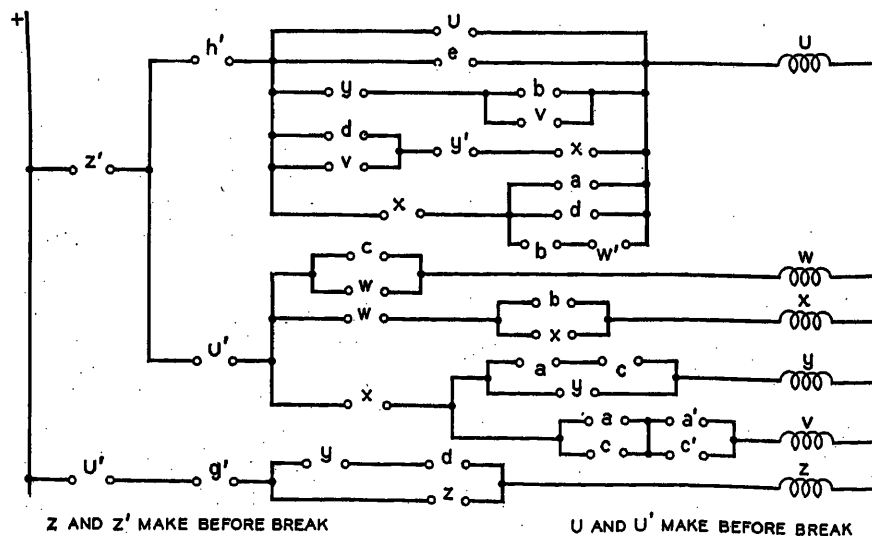 +
U
h' e U
y b
v
d y' x
v
z' a
x d
b w'
c w
w
w b x
x
U' a c y
y
x a a' v
c c'
U' g' y d z
z
Z AND Z' MAKE BEFORE BREAK U AND U' MAKE BEFORE BREAK